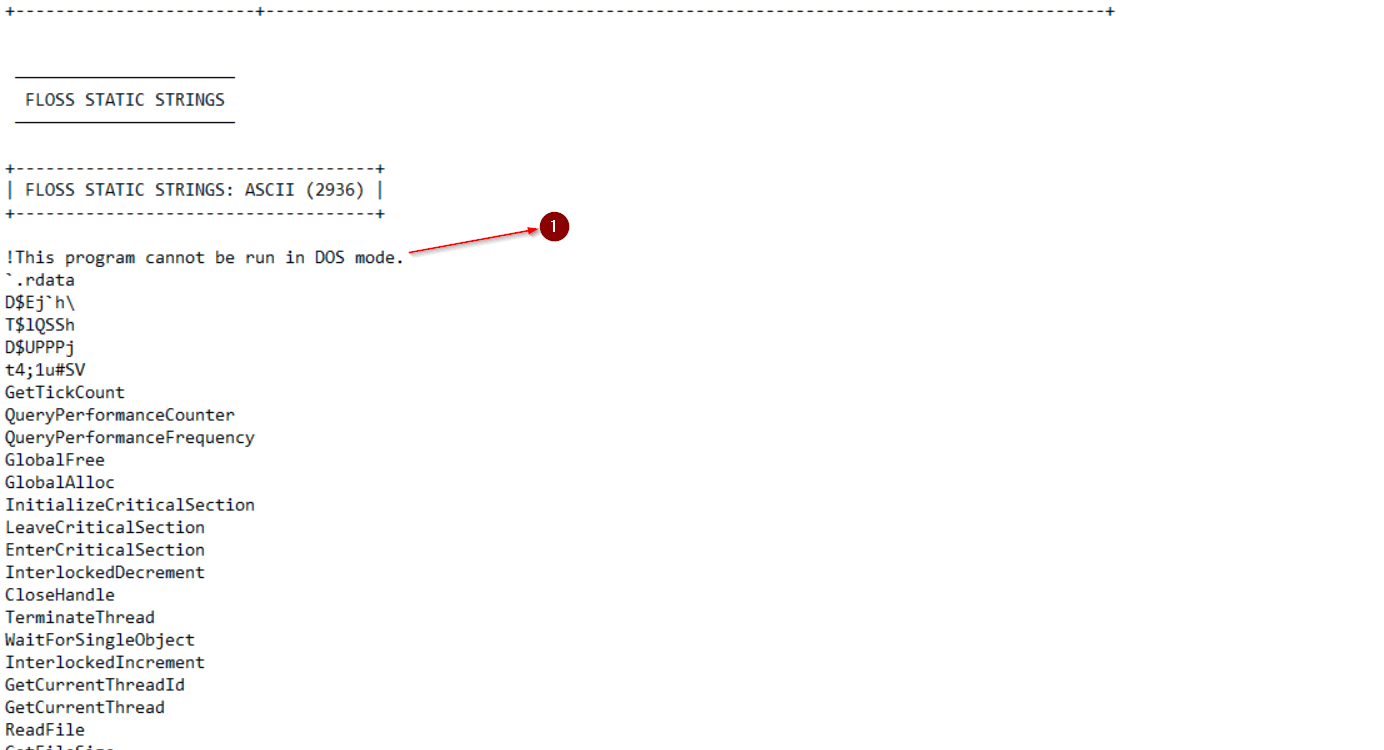 +------------------------+------------------------------------------------------------------------------------+
FLOSS STATIC STRINGS
+------------------------------------+
| FLOSS STATIC STRINGS: ASCII (2936) |
+------------------------------------+
1
!This program cannot be run in DOS mode.
`.rdata
D$Ej`h\
T$lQSSh
D$UPPPj
t4;1u#SV
GetTickCount
QueryPerformanceCounter
QueryPerformanceFrequency
GlobalFree
GlobalAlloc
InitializeCriticalSection
LeaveCriticalSection
EnterCriticalSection
InterlockedDecrement
CloseHandle
TerminateThread
WaitForSingleObject
InterlockedIncrement
GetCurrentThreadId
GetCurrentThread
ReadFile
GetFileSize